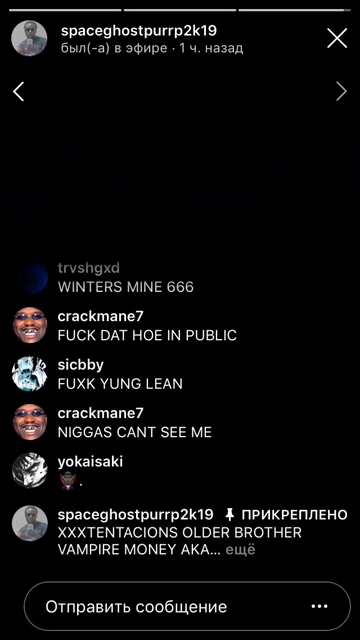 spaceghostpurrp2k19
был(-а) в эфире · 1 ч. назад
trvshgxd
WINTERS MINE 666
crackmane7
FUCK DAT HOE IN PUBLIC
sicbby
FUXK YUNG LEAN
crackmane7
NIGGAS CANT SEE ME
yokaisaki
.
spaceghostpurrp2k19 ПРИКРЕПЛЕНО
XXXTENTACIONS OLDER BROTHER
VAMPIRE MONEY AKA... ещё
Отправить сообщение